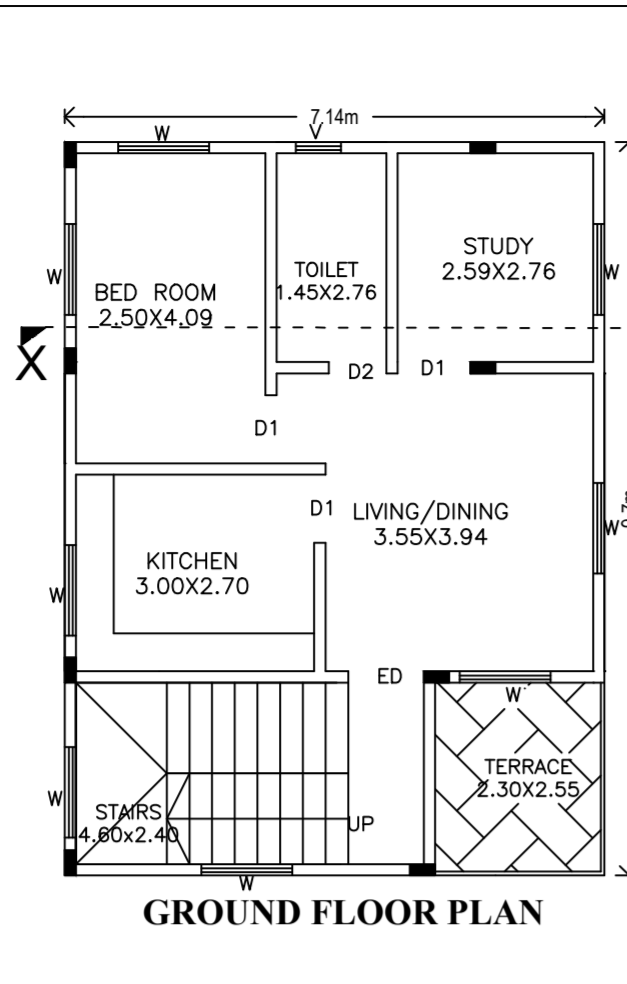 7.14m
W
V
W
BED ROOM
2.50X4.09
TOILET
1.45X2.76
STUDY
2.59X2.76
W
X
D2
D1
D1
D1
LIVING/DINING
3.55X3.94
W
KITCHEN
3.00X2.70
W
ED
W
STAIRS
4.60x2.40
W
UP
TERRACE
2.30X2.55
W
GROUND FLOOR PLAN